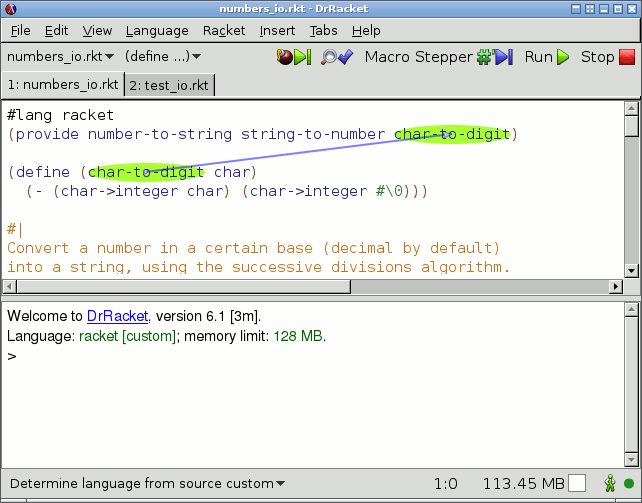 numbers_io.rkt - DrRacket
File Edit View Language Racket Insert Tabs Help
numbers_io.rkt (define ...) Macro Stepper Run Stop
1: numbers_io.rkt 2: test_io.rkt
#lang racket
(provide number-to-string string-to-number char-to-digit)
(define (char-to-digit char)
(- (char->integer char) (char->integer #\0)))
#|
Convert a number in a certain base (decimal by default)
into a string, using the successive divisions algorithm.
Welcome to DrRacket, version 6.1 [3m].
Language: racket [custom]; memory limit: 128 MB.
>
Determine language from source custom 1:0 113.45 MB